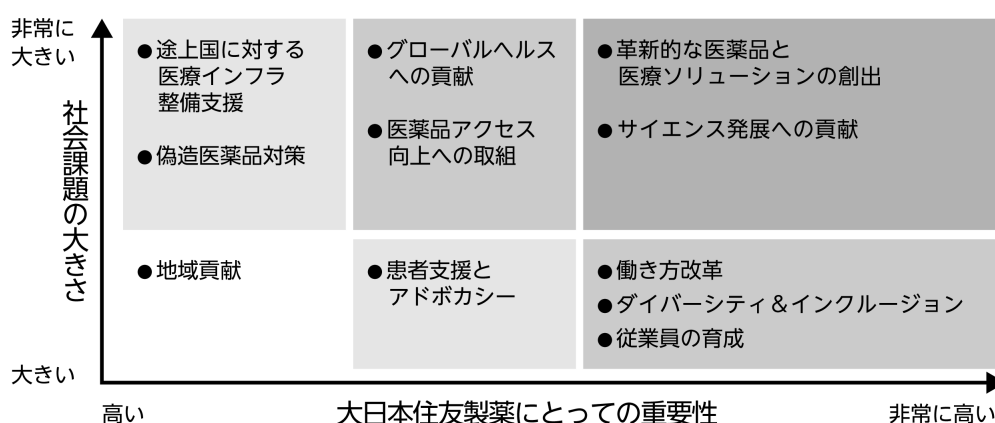 非常に
大きい
社会課題の大きさ
大きい
●途上国に対する
医療インフラ
整備支援
●偽造医薬品対策
●グローバルヘルス
への貢献
●医薬品アクセス
向上への取組
●革新的な医薬品と
医療ソリューションの創出
●サイエンス発展への貢献
●地域貢献
●患者支援と
アドボカシー
●働き方改革
●ダイバーシティ＆インクルージョン
●従業員の育成
高い
大日本住友製薬にとっての重要性
非常に高い